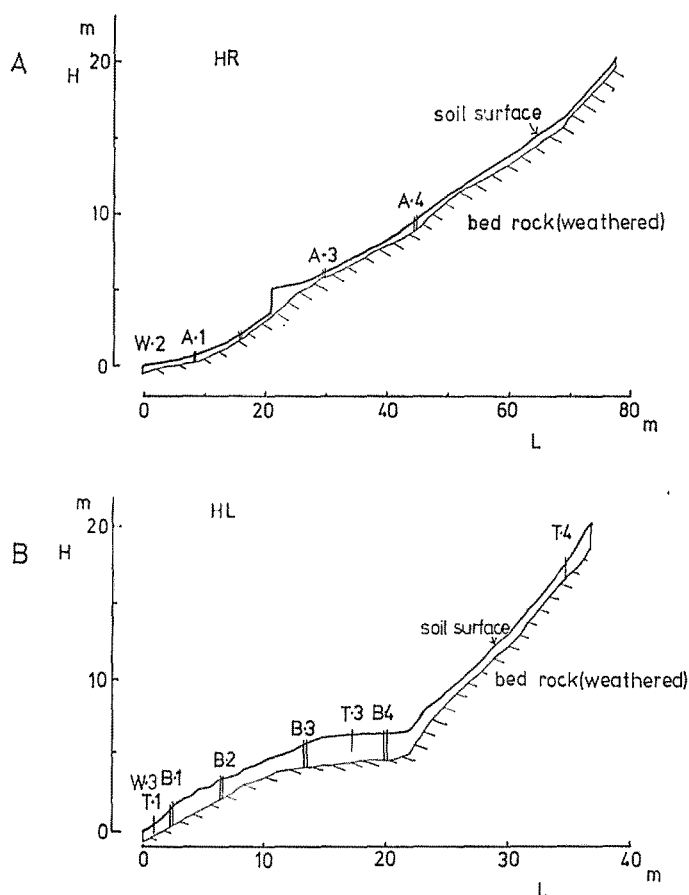 m
A
H
20
HR
soil surface
A·4
10
bed rock(weathered)
A·3
W·2 A·1
0
0 20 40 60 80
m
L
m
HL
20
B H
T·4
soil surface
bed rock(weathered)
10
B·3 T·3 B4
B·2
W·3 B·1
T·1
0
0 10 20 30 40
m
L